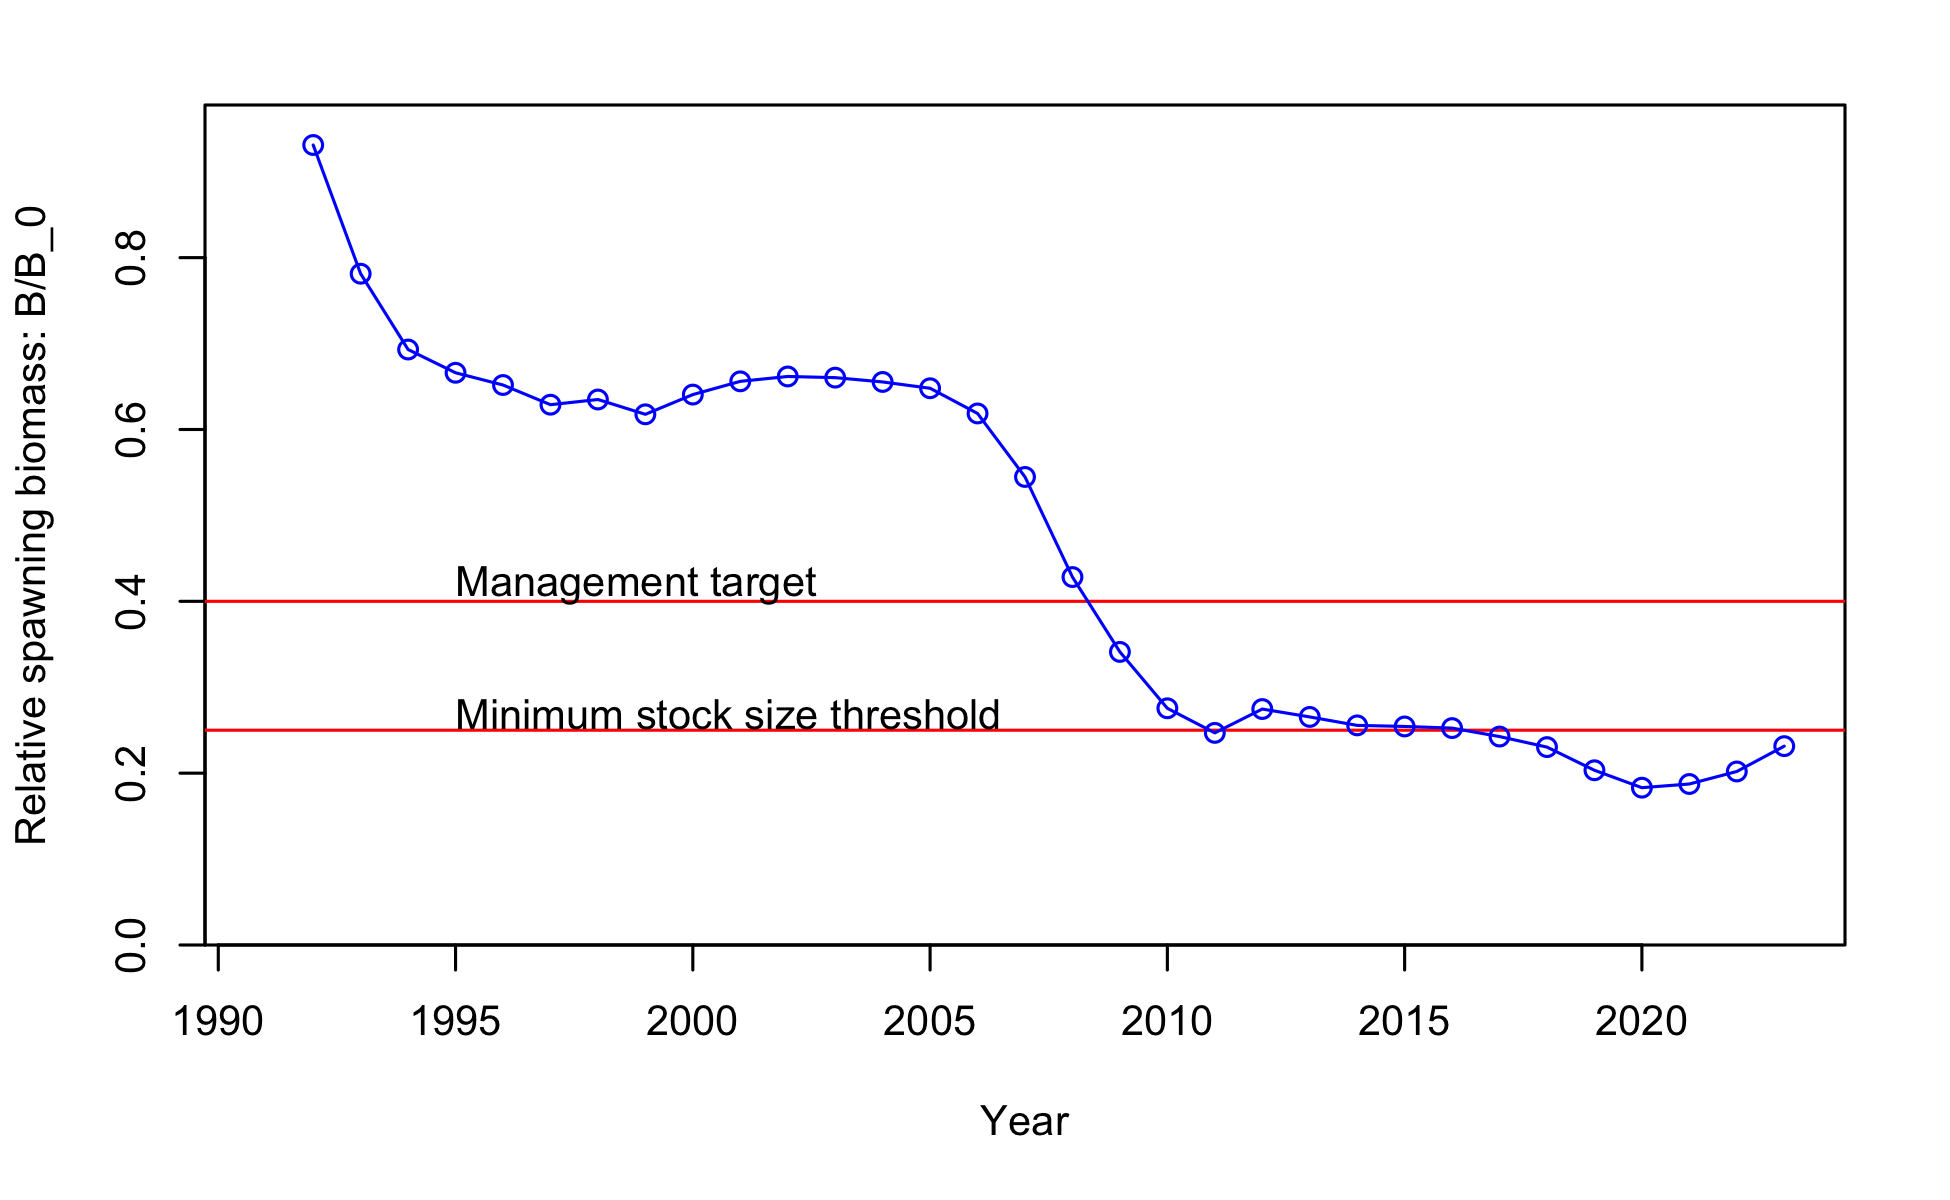 Relative spawning biomass: B/B_0
0.8
0.6
0.4
0.2
0.0
Management target
Minimum stock size threshold
1990 1995 2000 2005 2010 2015 2020
Year